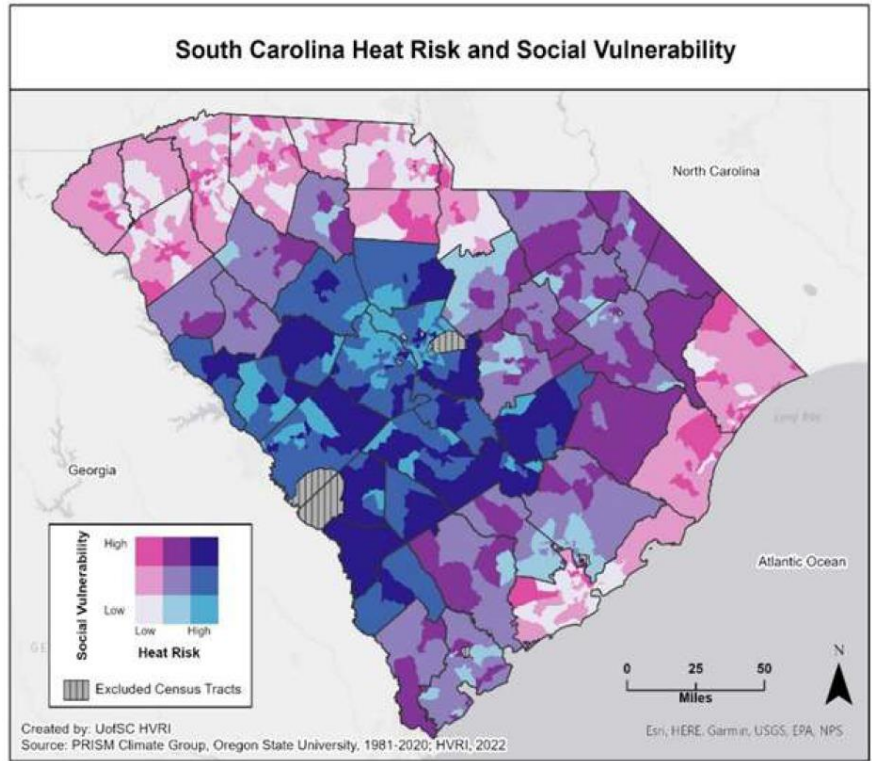 South Carolina Heat Risk and Social Vulnerability
North Carolina
Georgia
Atlantic Ocean
Social Vulnerability
High
Low
Low High
Heat Risk
Excluded Census Tracts
N
0 25 50
Miles
Created by: UofSC HVRI
Source: PRISM Climate Group, Oregon State University, 1981-2020; HVRI, 2022
Esri, HERE, Garmin, USGS, EPA, NPS